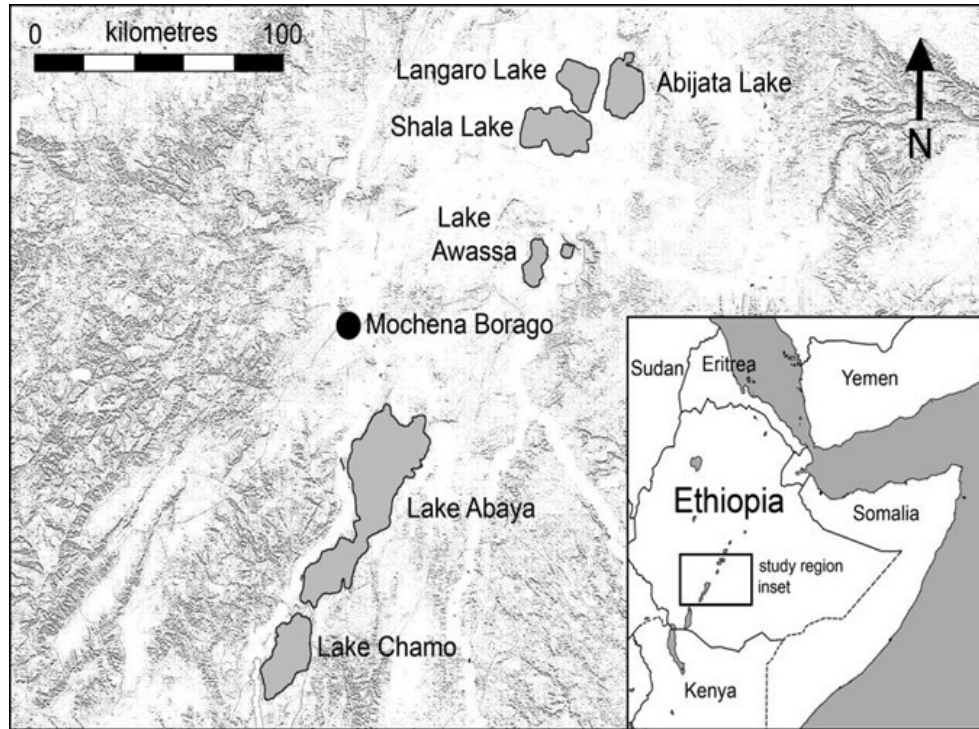 0 kilometres 100
Langaro Lake
Abijata Lake
Shala Lake
N
Lake
Awassa
Mochena Borago
Lake Abaya
Lake Chamo
Sudan
Eritrea
Yemen
Ethiopia
Somalia
study region
inset
Kenya